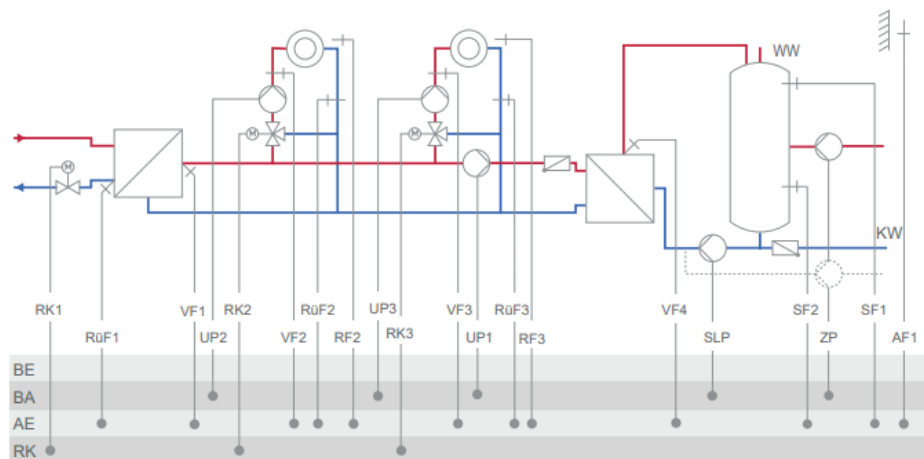 WW
M
M
M
KW
RK1
VF1
RK2
RüF2
UP3
VF3
RüF3
VF4
SF2
SF1
RüF1
UP2
VF2
RF2
RK3
UP1
RF3
SLP
ZP
AF1
BE
BA
AE
RK